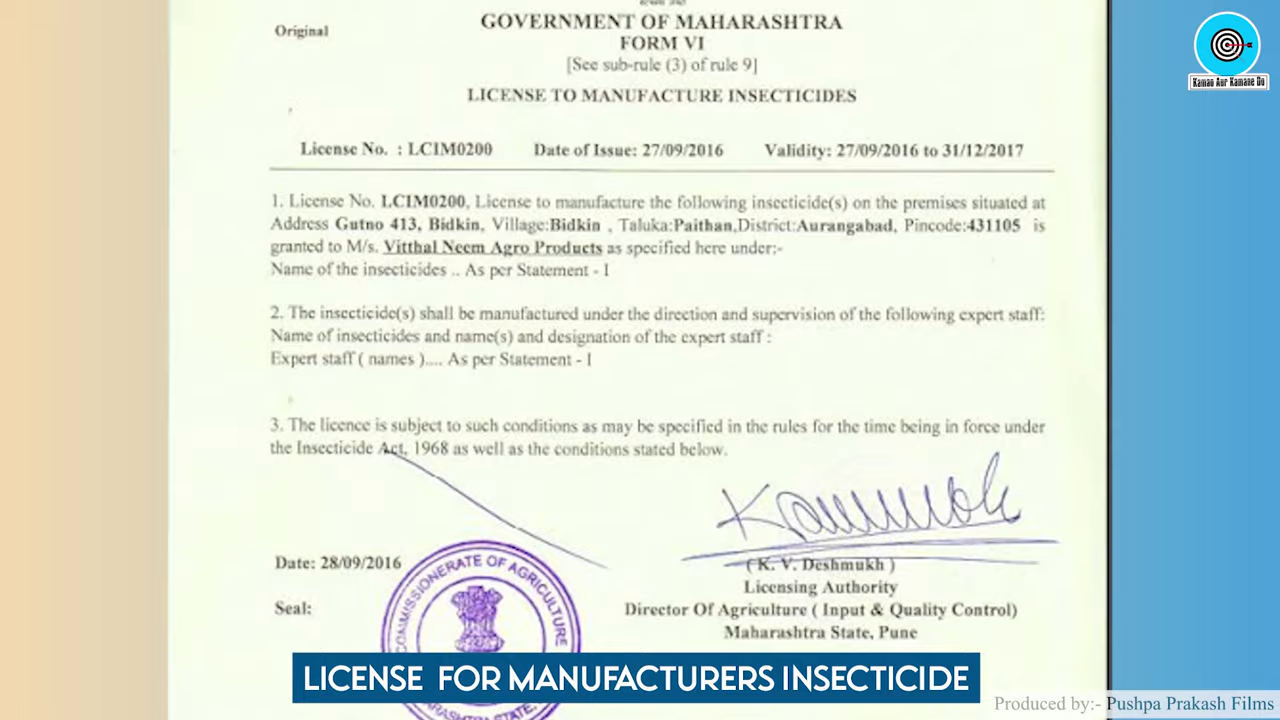 Original
GOVERNMENT OF MAHARASHTRA
FORM VI
[See sub-rule (3) of rule 9]
LICENSE TO MANUFACTURE INSECTICIDES
License No. : LCIM0200 Date of Issue: 27/09/2016 Validity: 27/09/2016 to 31/12/2017
1. License No. LCIM0200, License to manufacture the following insecticide(s) on the premises situated at
Address Gutno 413, Bidkin, Village:Bidkin , Taluka:Paithan,District:Aurangabad, Pincode:431105 is
granted to M/s. Vitthal Neem Agro Products as specified here under:-
Name of the insecticides .. As per Statement - I
2. The insecticide(s) shall be manufactured under the direction and supervision of the following expert staff:
Name of insecticides and name(s) and designation of the expert staff :
Expert staff ( names ).... As per Statement - I
3. The licence is subject to such conditions as may be specified in the rules for the time being in force under
the Insecticide Act, 1968 as well as the conditions stated below.
Date: 28/09/2016
Seal:
( K. V. Deshmukh )
Licensing Authority
Director Of Agriculture ( Input & Quality Control)
Maharashtra State, Pune
COMMISSIONERATE OF AGRICULTURE
LICENSE FOR MANUFACTURERS INSECTICIDE
Kamao Aur Kamane Do
Produced by:- Pushpa Prakash Films